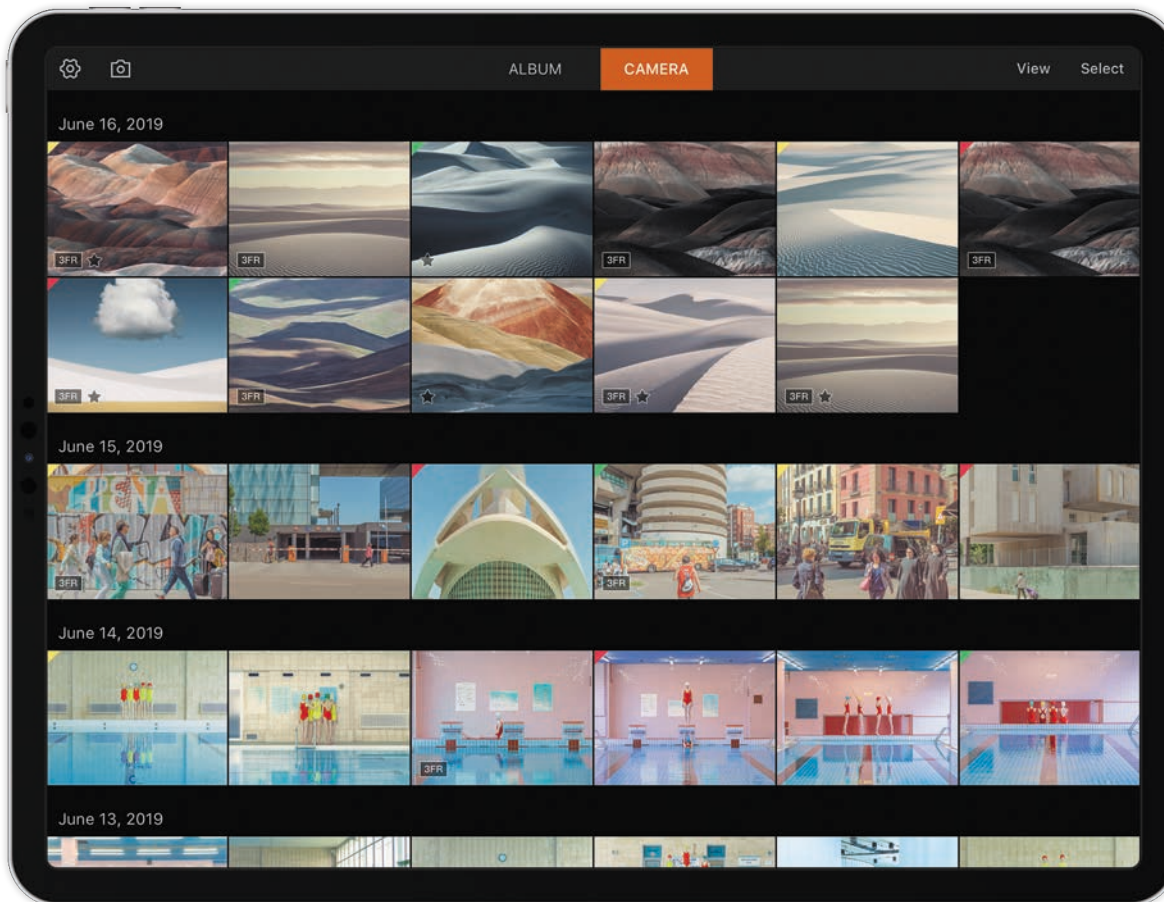 ALBUM CAMERA View Select
June 16, 2019
3FR 3FR 3FR 3FR
3FR 3FR 3FR 3FR
June 15, 2019
3FR 3FR
June 14, 2019
3FR
June 13, 2019